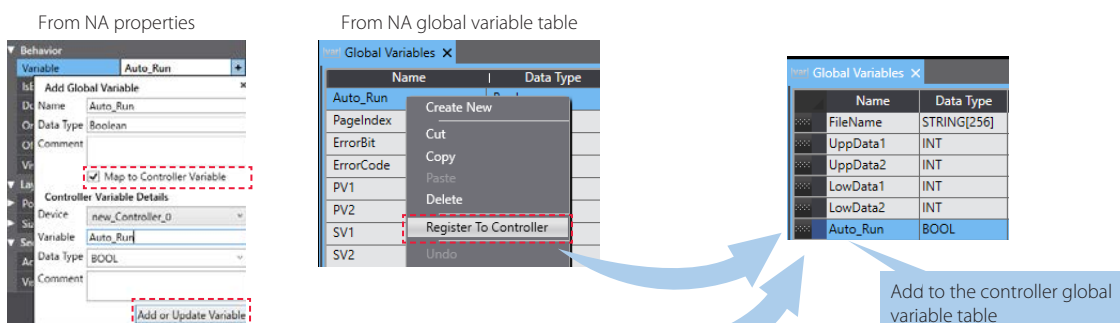 From NA properties
Behavior
Variable Auto_Run +
Add Global Variable ×
Name Auto_Run
Data Type Boolean
Comment
Map to Controller Variable
Controller Variable Details
Device new_Controller_0
Variable Auto_Run
Data Type BOOL
Comment
Add or Update Variable
From NA global variable table
Global Variables X
Name Data Type
Auto_Run
PageIndex
ErrorBit
ErrorCode
PV1
PV2
SV1
SV2
Create New
Cut
Copy
Paste
Delete
Register To Controller
Undo
Global Variables X
Name Data Type
FileName STRING[256]
UppData1 INT
UppData2 INT
LowData1 INT
LowData2 INT
Auto_Run BOOL
Add to the controller global
variable table